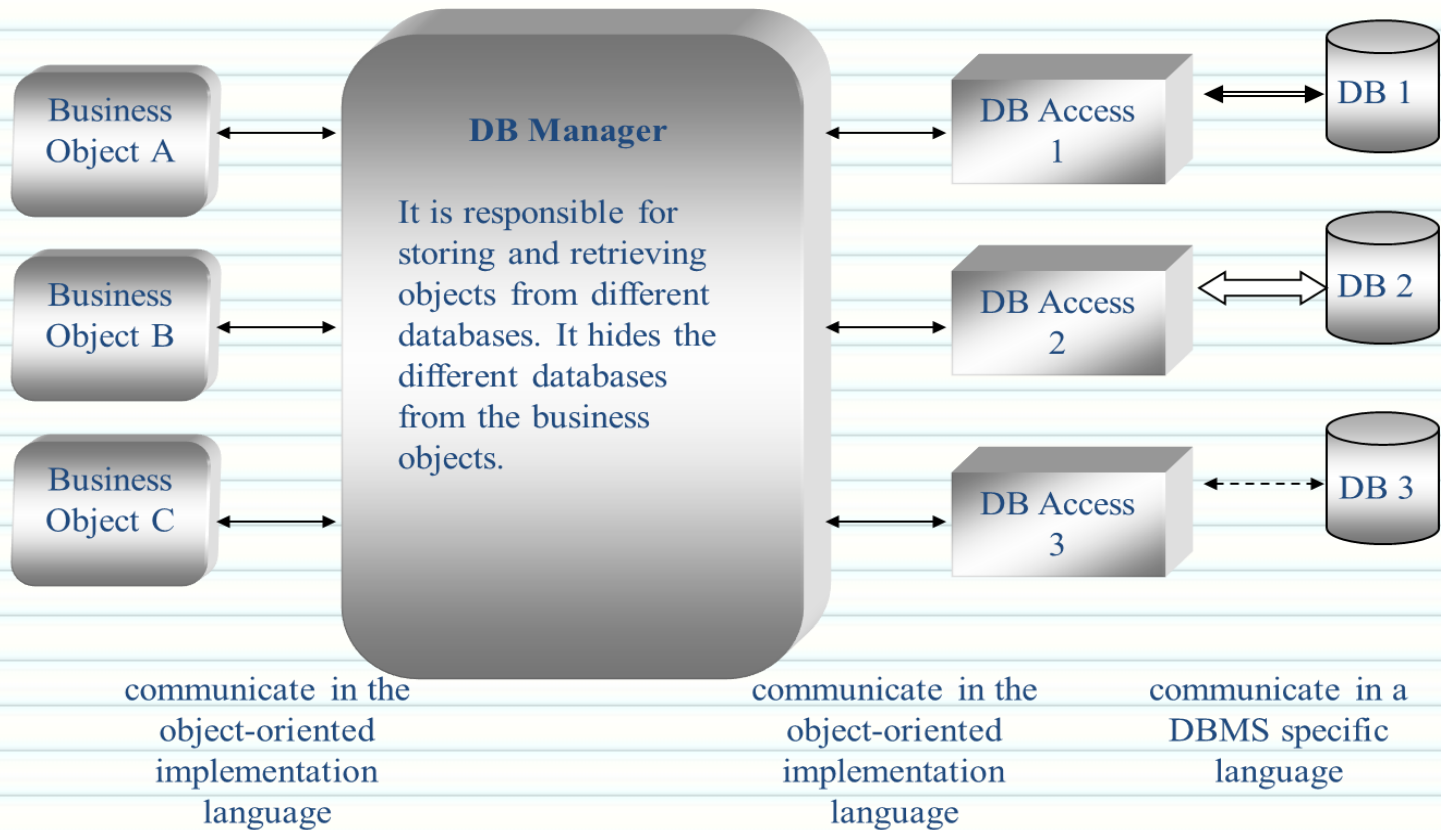 Business
Object A
Business
Object B
Business
Object C
DB Manager
It is responsible for
storing and retrieving
objects from different
databases. It hides the
different databases
from the business
objects.
DB Access
1
DB Access
2
DB Access
3
DB 1
DB 2
DB 3
communicate in the
object-oriented
implementation
language
communicate in the
object-oriented
implementation
language
communicate in a
DBMS specific
language